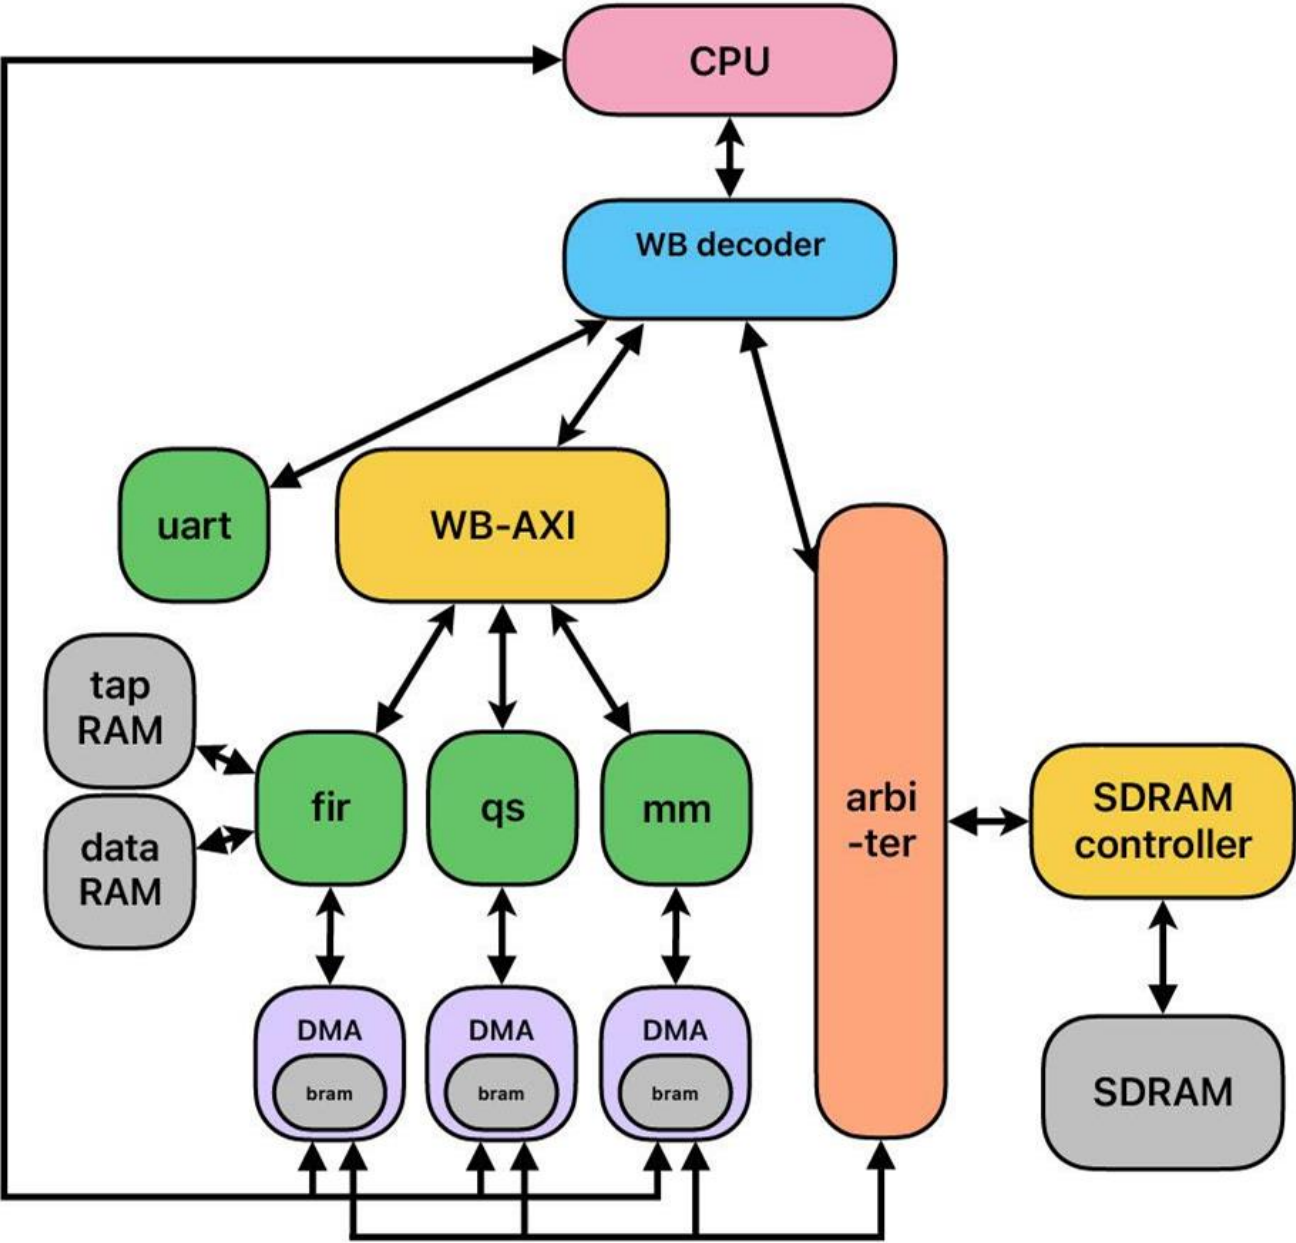 CPU
WB decoder
uart
WB-AXI
tap
RAM
data
RAM
fir
qs
mm
arbi
-ter
SDRAM
controller
DMA
bram
DMA
bram
DMA
bram
SDRAM